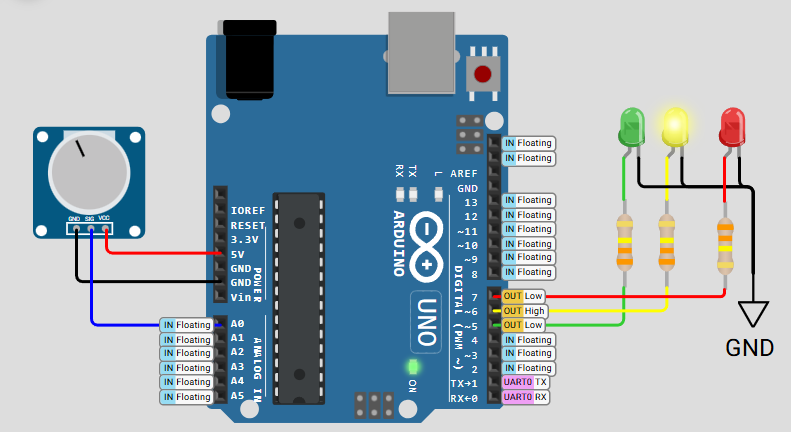 GND SIG VCC
IOREF
RESET
3.3V
5V
GND
GND
Vin
POWER
A0
A1
A2
A3
A4
A5
ANALOG IN
IN Floating
IN Floating
IN Floating
IN Floating
IN Floating
IN Floating
RX
TX
L
ARDUINO
UNO
ON
AREF
GND
13
12
~11
~10
~9
8
7
~6
~5
4
~3
2
TX→1
RX←0
DIGITAL (PWM ~)
IN Floating
IN Floating
IN Floating
IN Floating
IN Floating
IN Floating
IN Floating
IN Floating
OUT Low
OUT High
OUT Low
IN Floating
IN Floating
IN Floating
UART0 TX
UART0 RX
GND